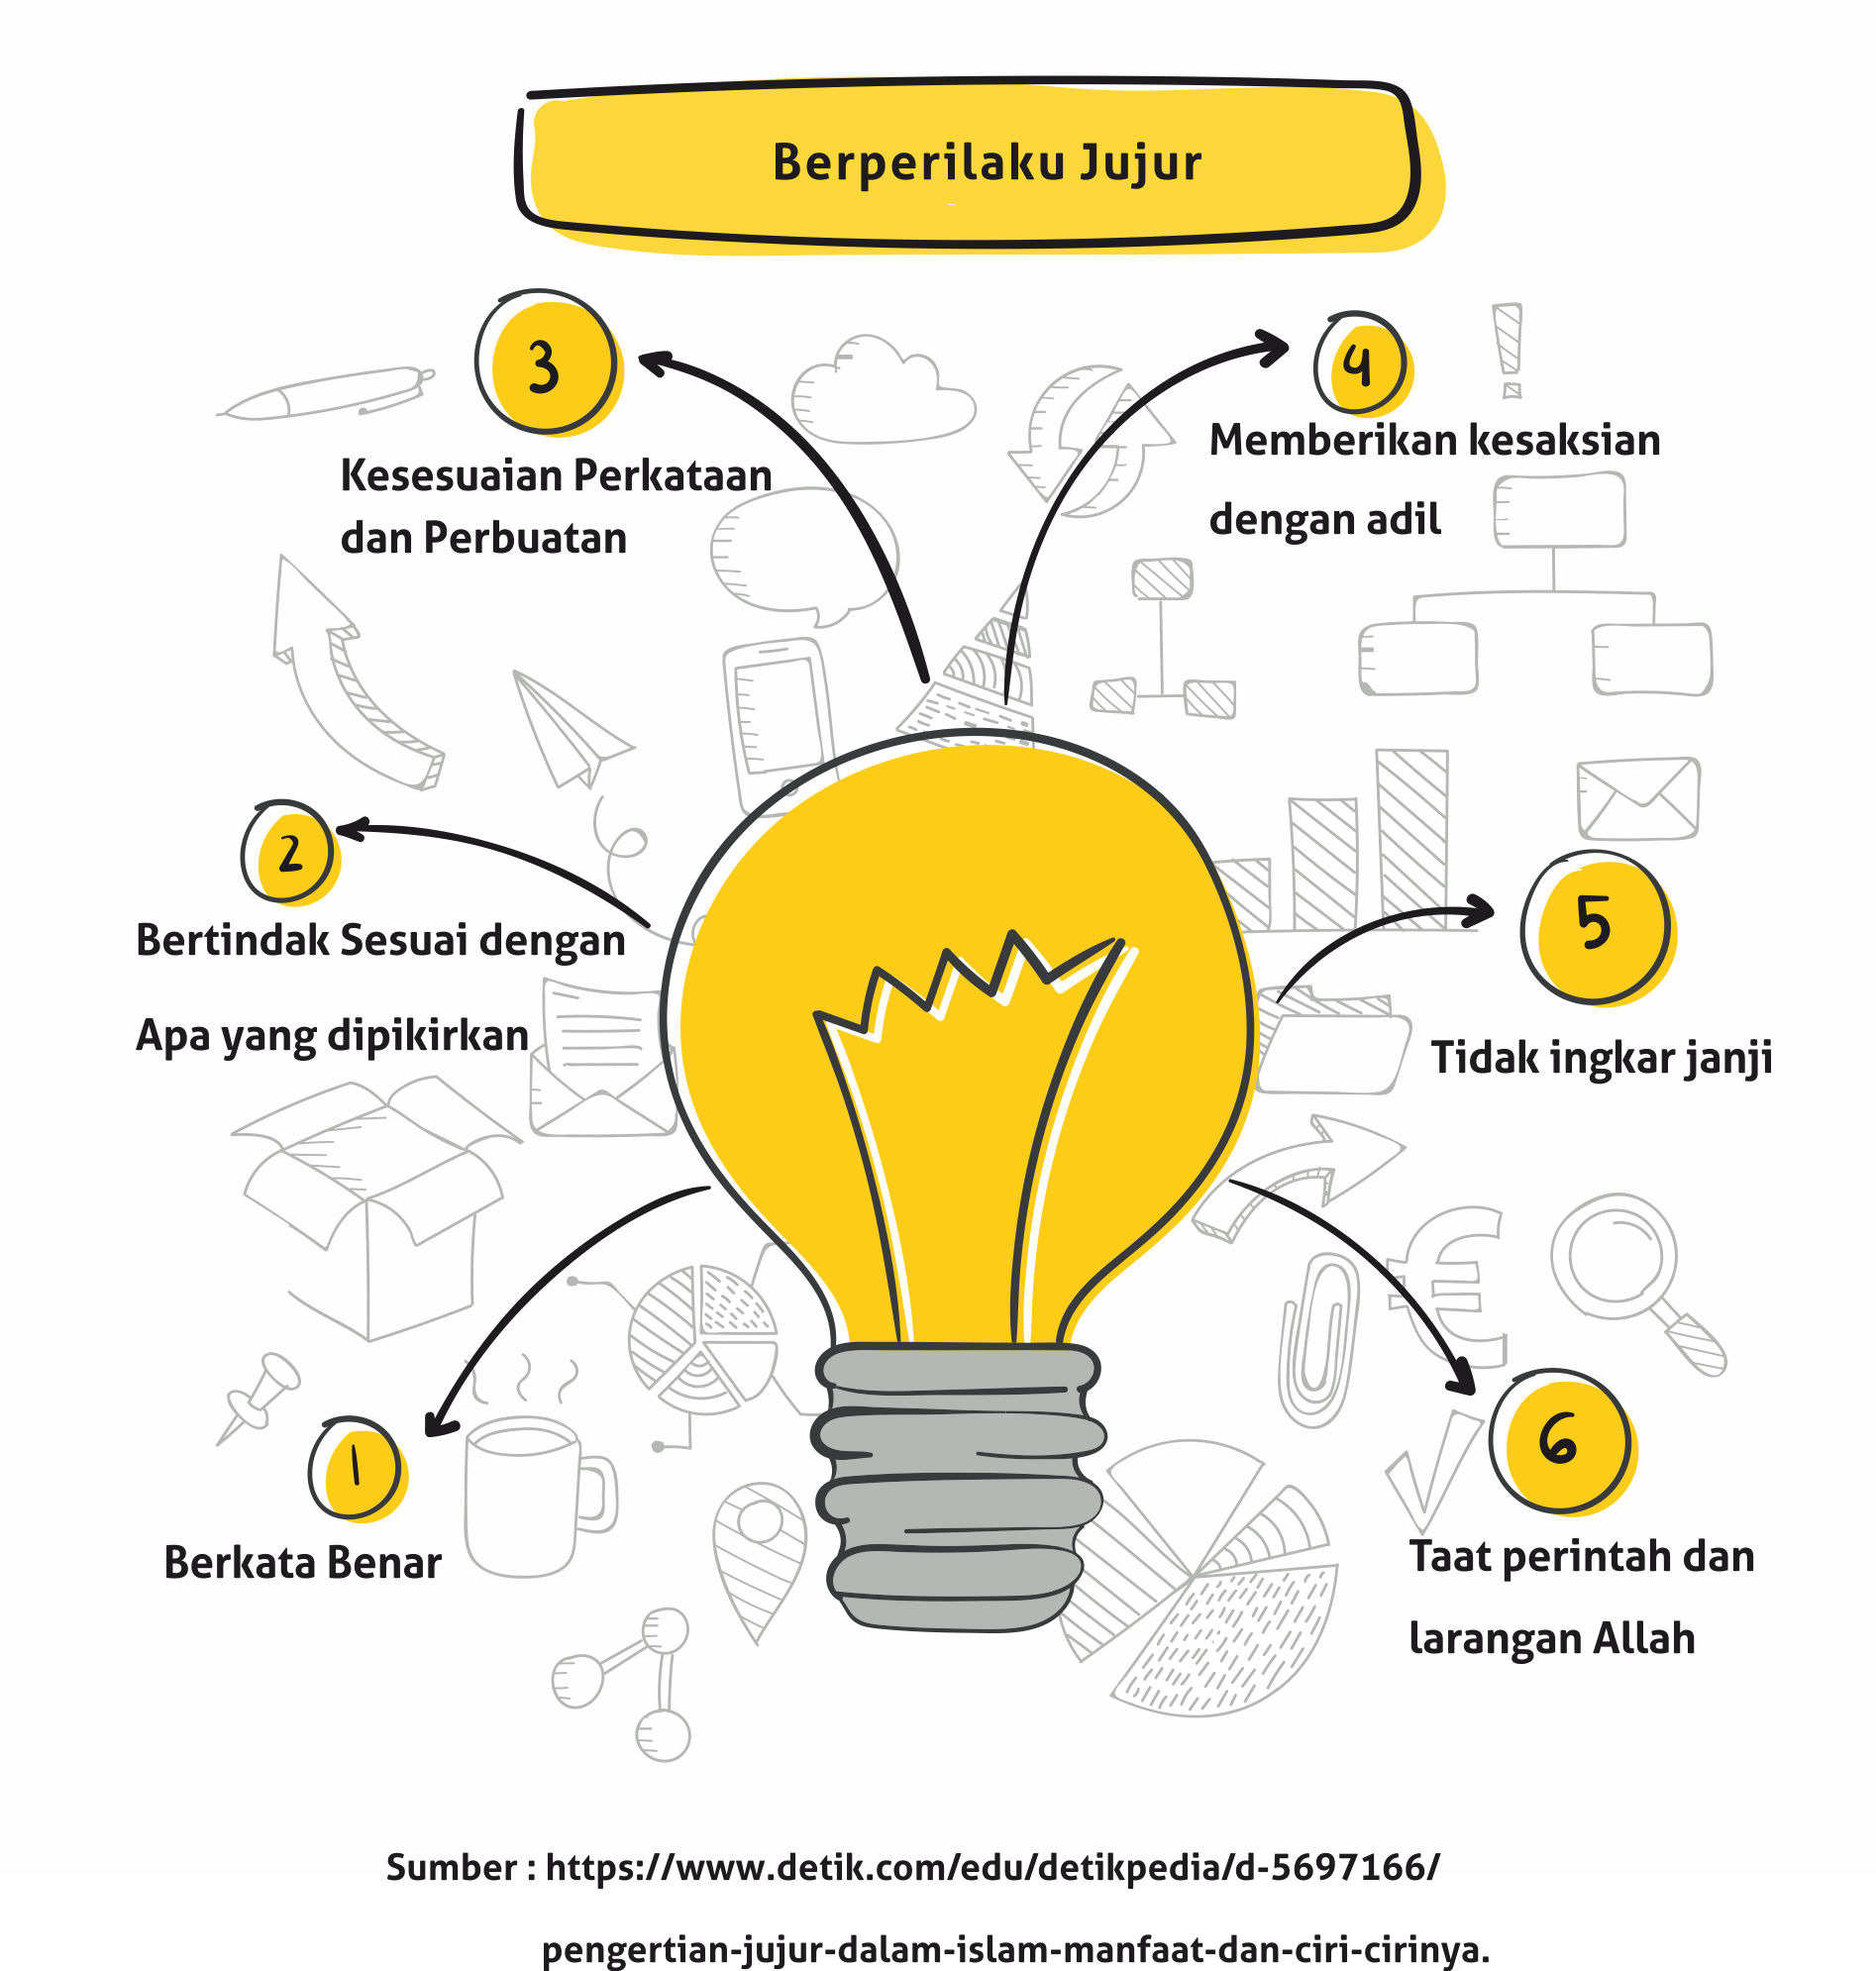 Berperilaku Jujur
3
Kesesuaian Perkataan
dan Perbuatan
4
Memberikan kesaksian
dengan adil
2
Bertindak Sesuai dengan
Apa yang dipikirkan
5
Tidak ingkar janji
1
Berkata Benar
6
Taat perintah dan
larangan Allah
Sumber : https://www.detik.com/edu/detikpedia/d-5697166/
pengertian-jujur-dalam-islam-manfaat-dan-ciri-cirinya.